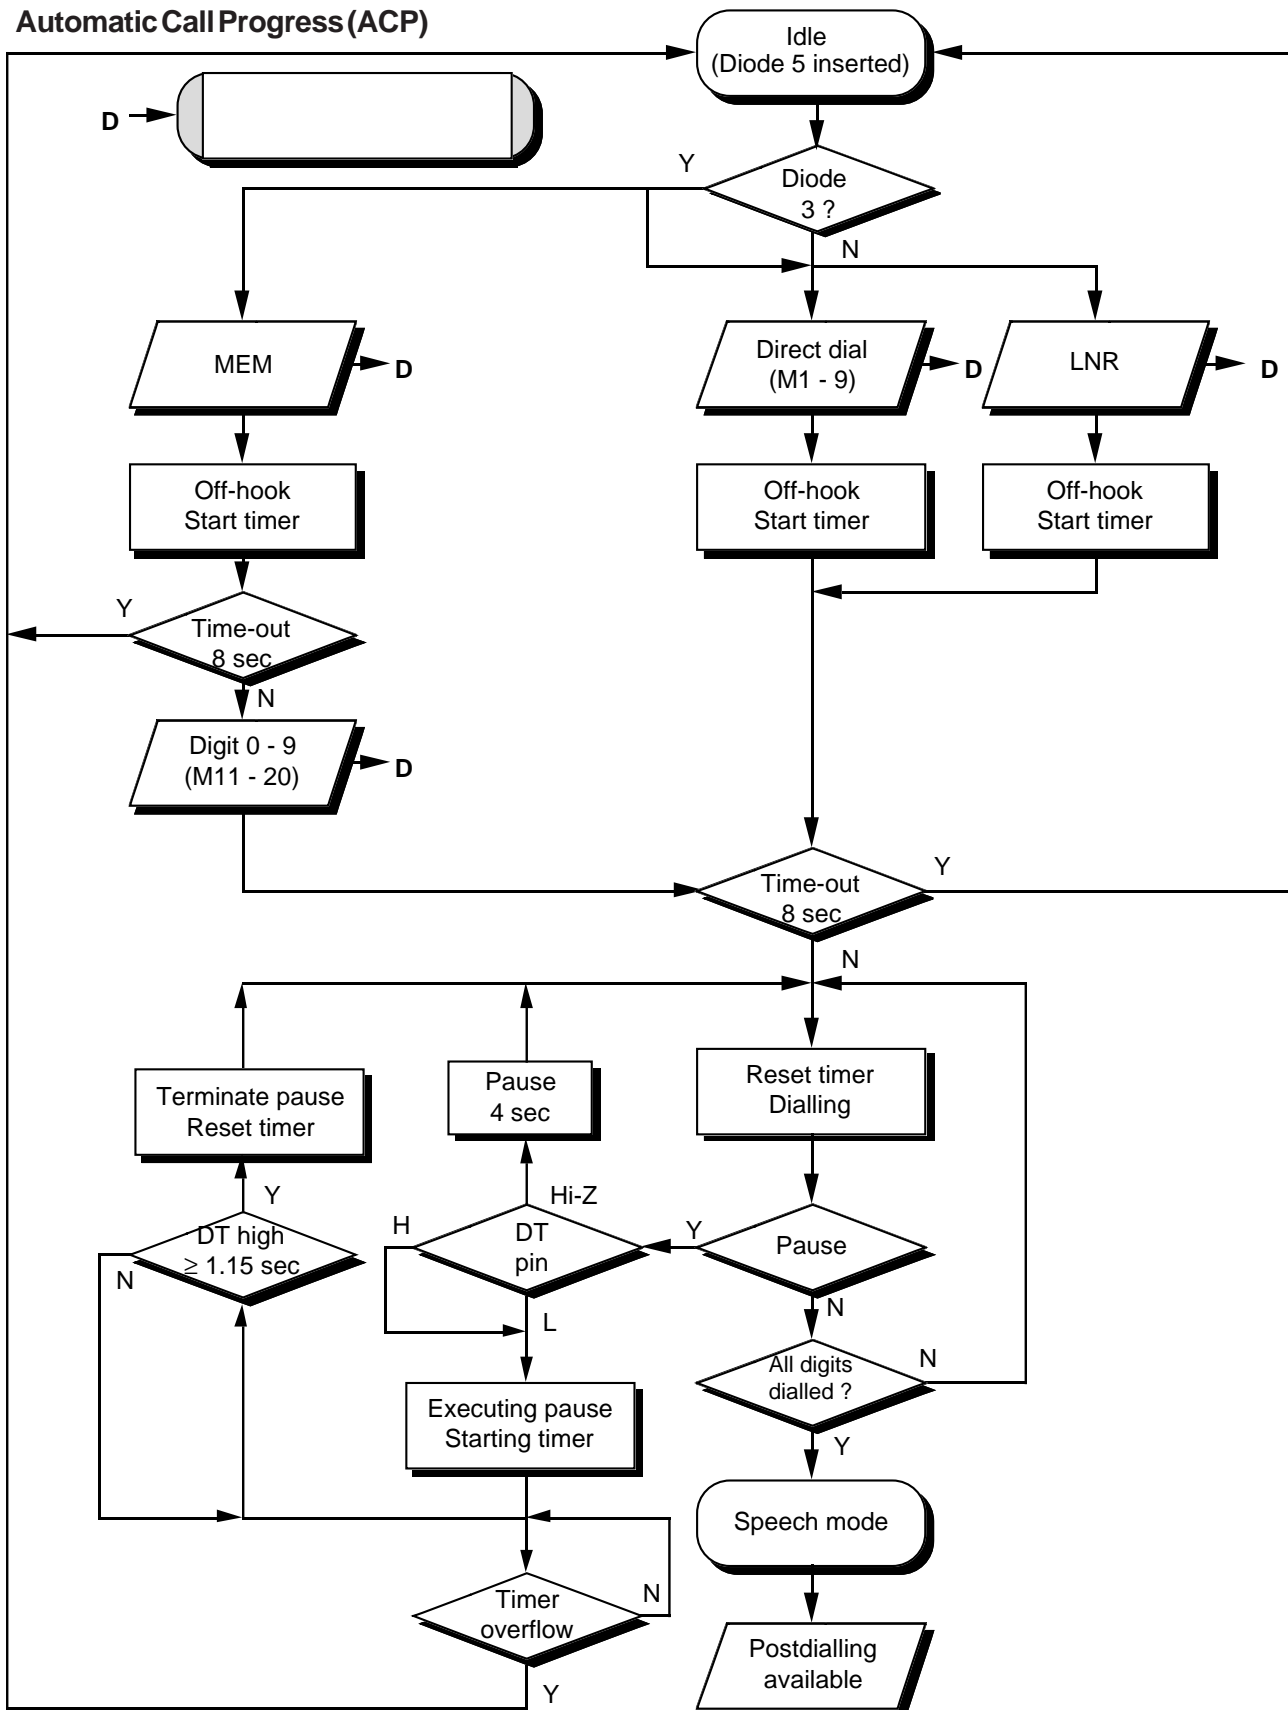 Automatic Call Progress (ACP)
Idle
(Diode 5 inserted)
D
Y
Diode
3 ?
N
MEM
D
Direct dial
(M1 - 9)
D
LNR
D
Off-hook
Start timer
Off-hook
Start timer
Off-hook
Start timer
Y
Time-out
8 sec
N
Digit 0 - 9
(M11 - 20)
D
Time-out
8 sec
Y
N
Terminate pause
Reset timer
Pause
4 sec
Reset timer
Dialling
Y
DT high
≥ 1.15 sec
N
Hi-Z
H
DT
pin
L
Y
Pause
N
All digits
dialled ?
N
Y
Executing pause
Starting timer
Speech mode
Timer
overflow
N
Y
Postdialling
available